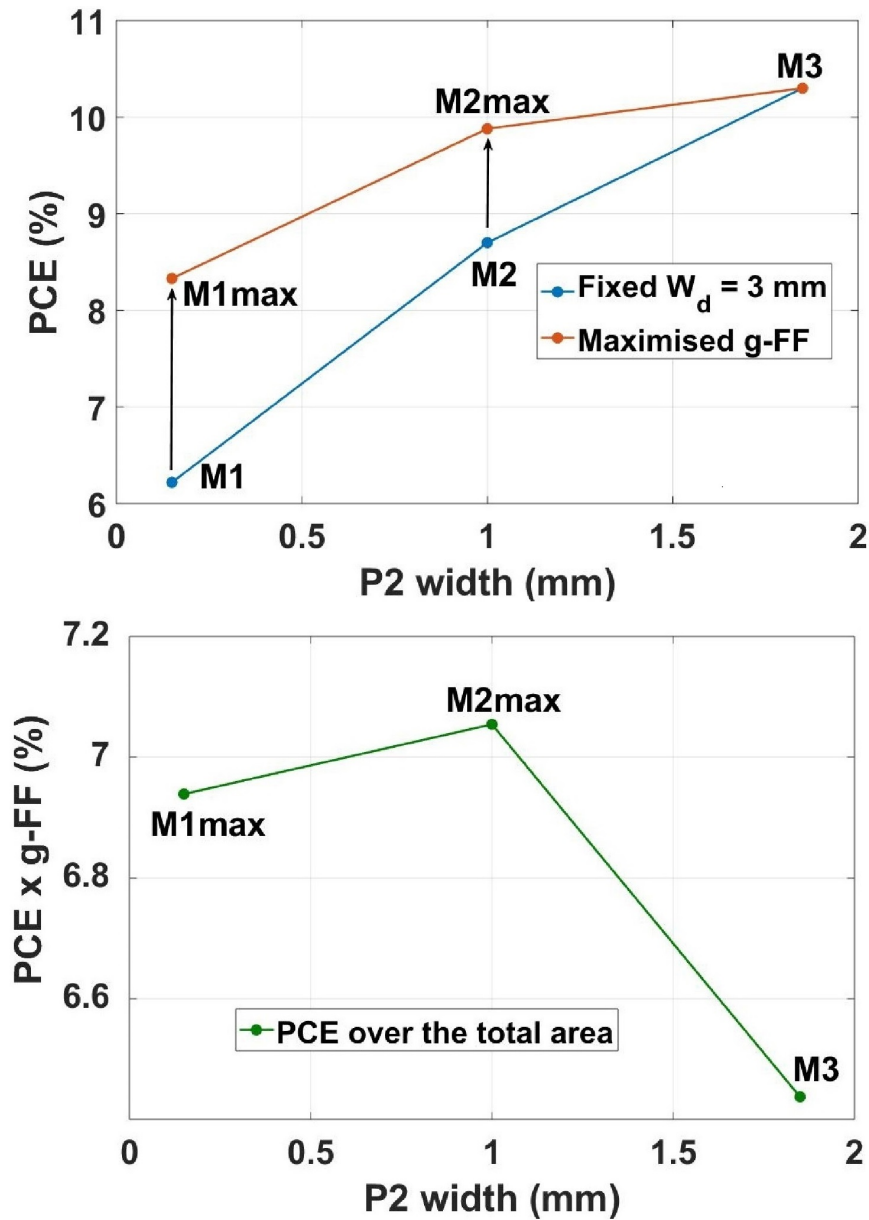 11
10
9
8
7
6
PCE (%)
M3
M2max
M1max
M2
M1
Fixed W_d = 3 mm
Maximised g-FF
0 0.5 1 1.5 2
P2 width (mm)
7.2
7
6.8
6.6
PCE x g-FF (%)
M2max
M1max
PCE over the total area
M3
0 0.5 1 1.5 2
P2 width (mm)